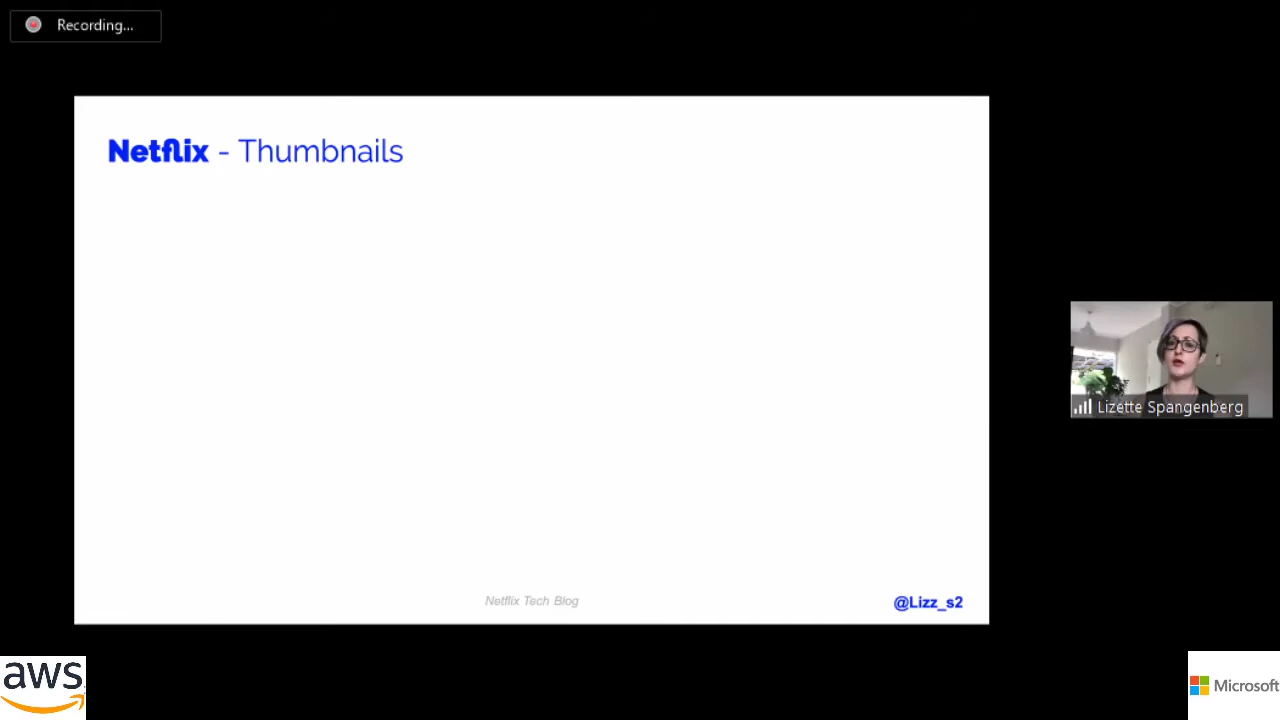 Recording...
Netflix - Thumbnails
Lizette Spangenberg
Netflix Tech Blog
@Lizz_s2
aws
Microsoft